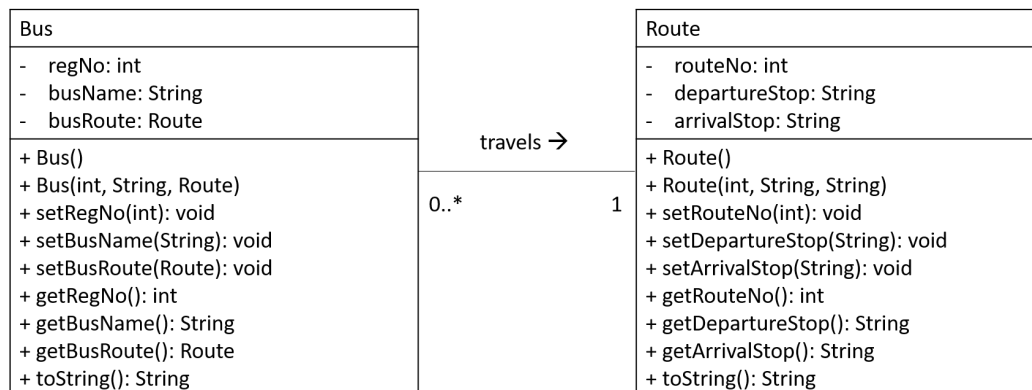 Bus
- regNo: int
- busName: String
- busRoute: Route
+ Bus()
+ Bus(int, String, Route)
+ setRegNo(int): void
+ setBusName(String): void
+ setBusRoute(Route): void
+ getRegNo(): int
+ getBusName(): String
+ getBusRoute(): Route
+ toString(): String
travels →
0..*
1
Route
- routeNo: int
- departureStop: String
- arrivalStop: String
+ Route()
+ Route(int, String, String)
+ setRouteNo(int): void
+ setDepartureStop(String): void
+ setArrivalStop(String): void
+ getRouteNo(): int
+ getDepartureStop(): String
+ getArrivalStop(): String
+ toString(): String